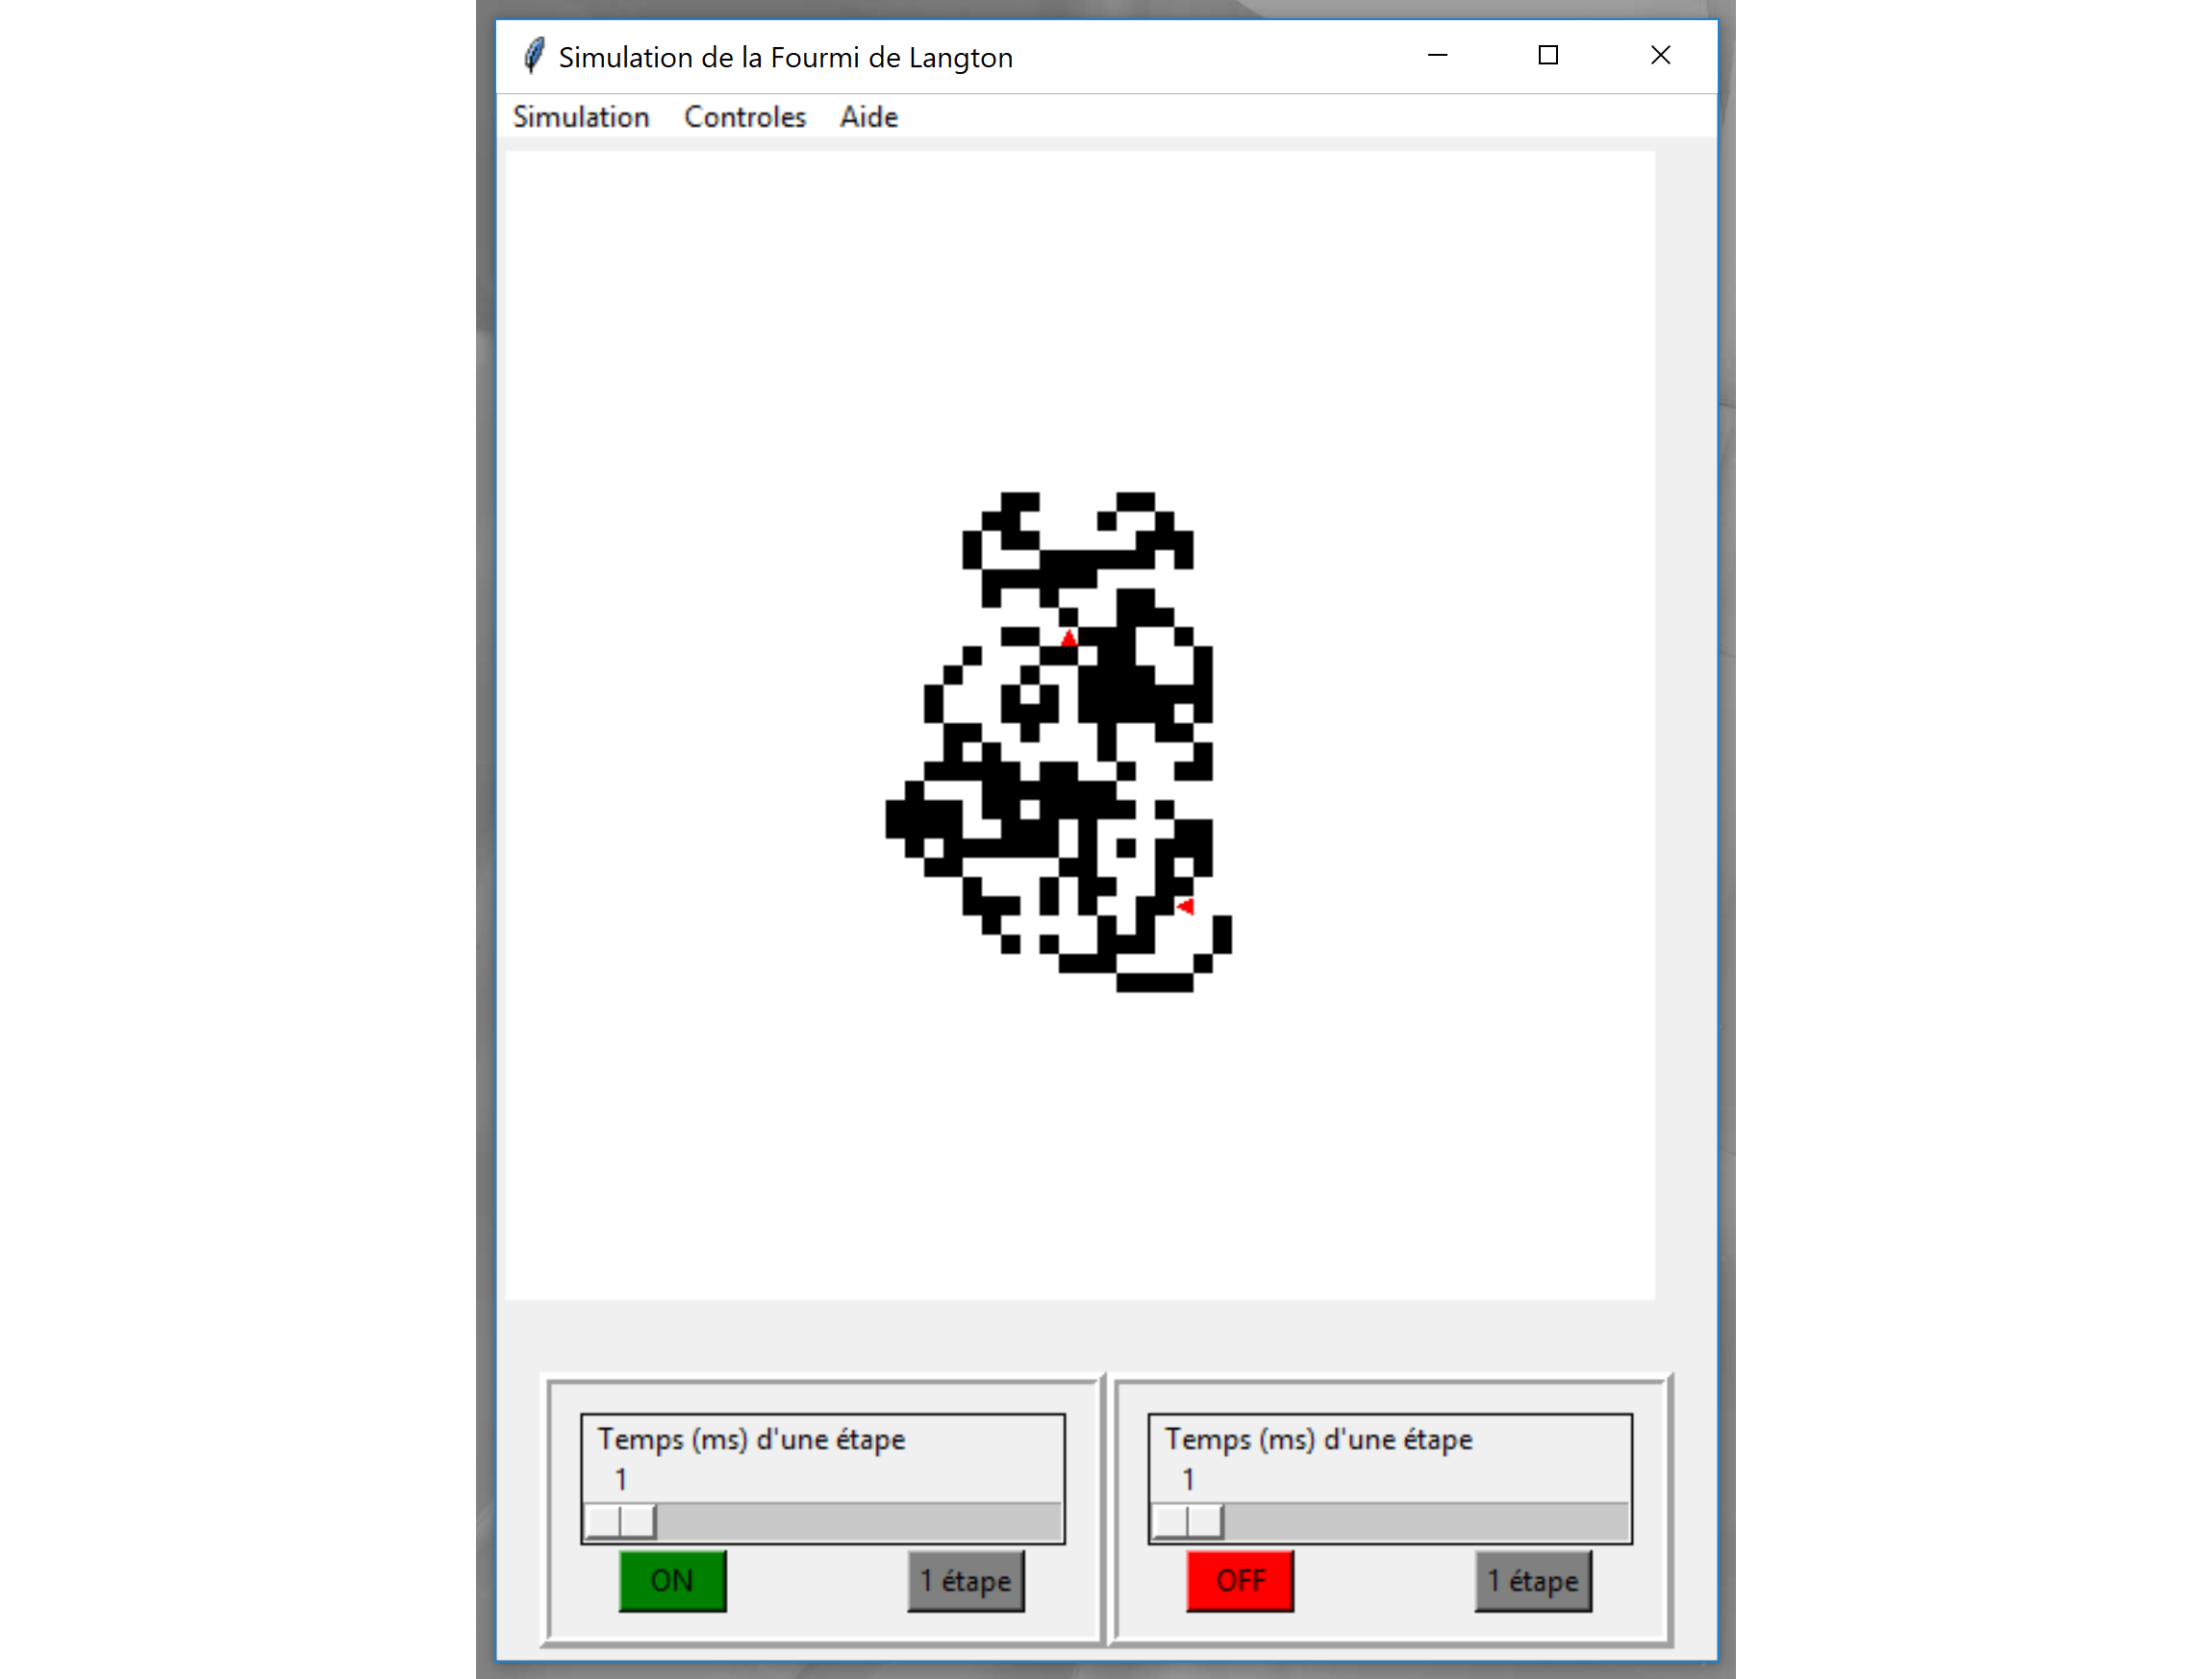 Simulation de la Fourmi de Langton
Simulation Controles Aide
Temps (ms) d'une étape
1
ON 1 étape
Temps (ms) d'une étape
1
OFF 1 étape